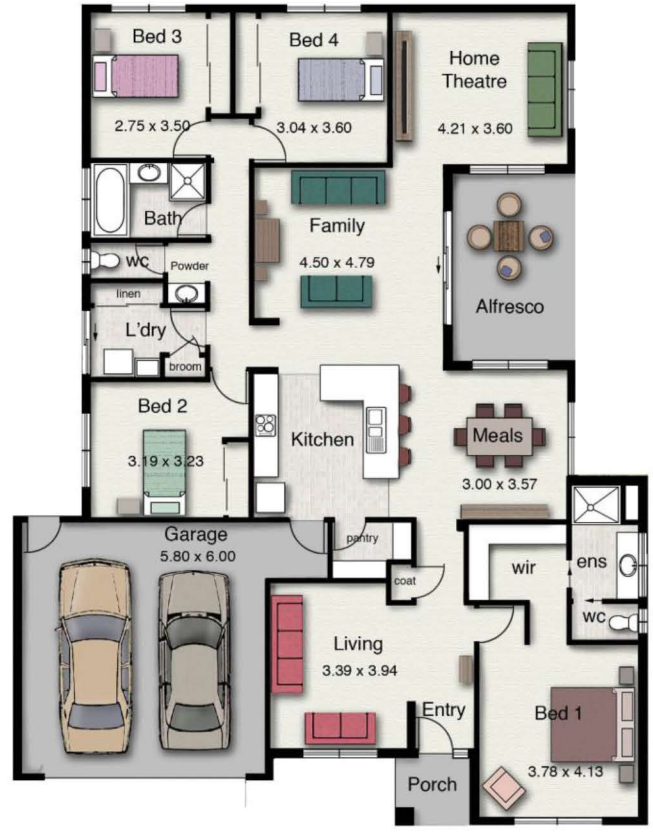 Bed 3
2.75 x 3.50
Bed 4
3.04 x 3.60
Home
Theatre
4.21 x 3.60
Bath
Family
4.50 x 4.79
Alfresco
wc
Powder
linen
L'dry
broom
Bed 2
3.19 x 3.23
Kitchen
Meals
3.00 x 3.57
Garage
5.80 x 6.00
pantry
coat
wir
ens
wc
Living
3.39 x 3.94
Entry
Bed 1
3.78 x 4.13
Porch